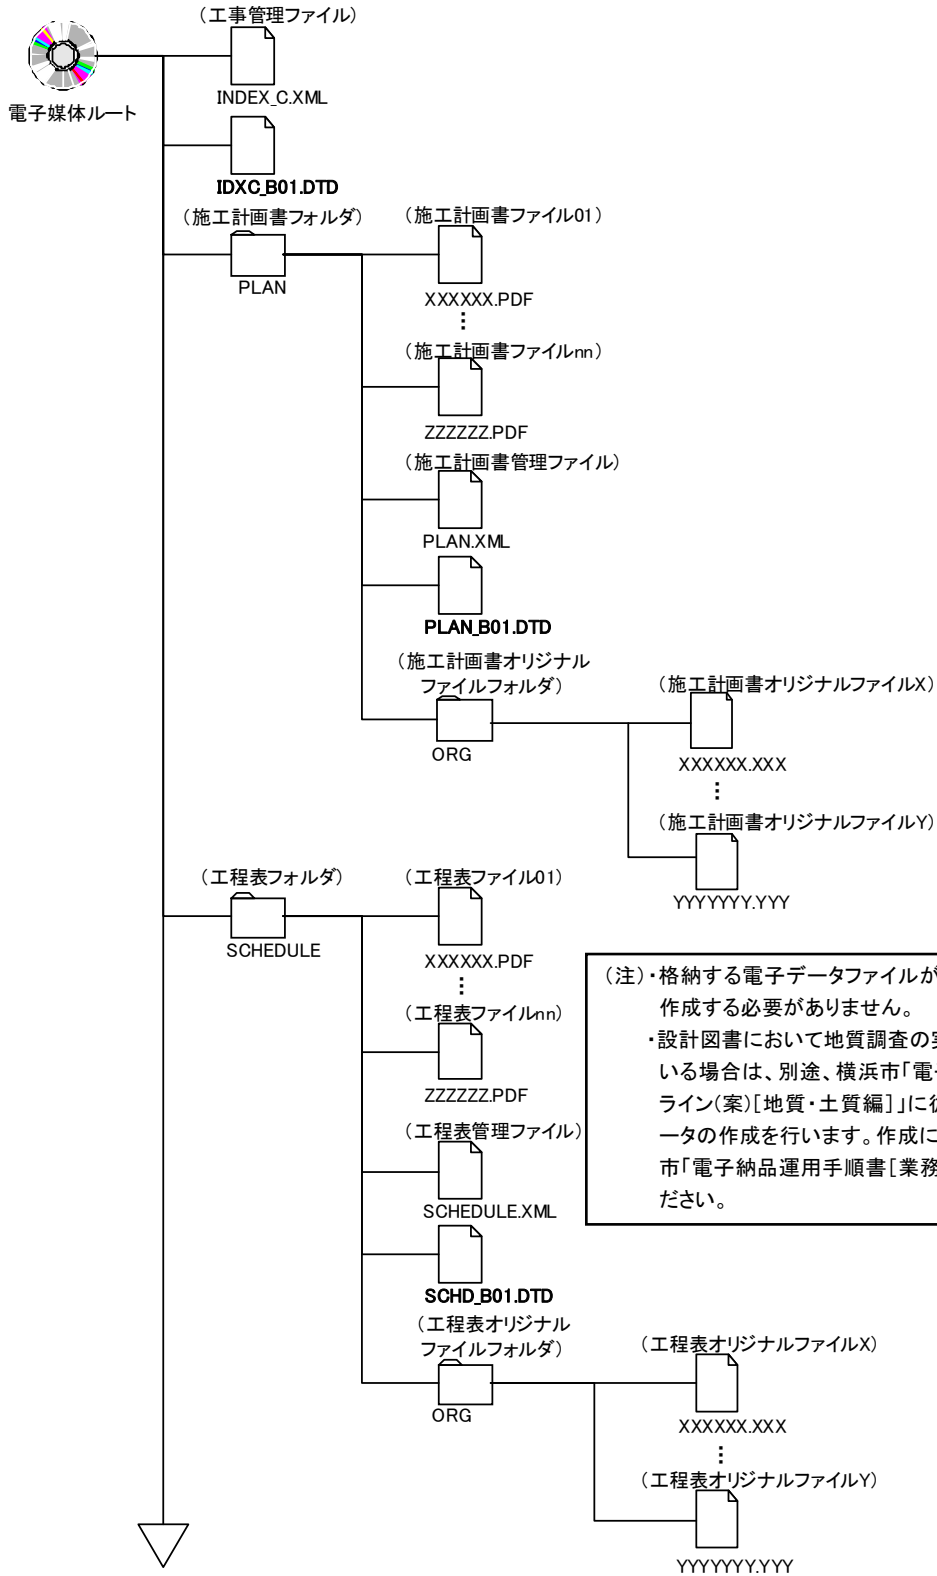 （工事管理ファイル）
INDEX_C.XML
電子媒体ルート
IDXC_B01.DTD
（施工計画書フォルダ）
PLAN
（施工計画書ファイル01）
XXXXXX.PDF
（施工計画書ファイルnn）
ZZZZZZ.PDF
（施工計画書管理ファイル）
PLAN.XML
PLAN_B01.DTD
（施工計画書オリジナル
ファイルフォルダ）
ORG
（施工計画書オリジナルファイルX）
XXXXXX.XXX
（施工計画書オリジナルファイルY）
YYYYYYY.YYY
（工程表フォルダ）
SCHEDULE
（工程表ファイル01）
XXXXXX.PDF
（工程表ファイルnn）
ZZZZZZ.PDF
（工程表管理ファイル）
SCHEDULE.XML
SCHD_B01.DTD
（工程表オリジナル
ファイルフォルダ）
ORG
（注）・格納する電子データファイルが
作成する必要がありません。
・設計図書において地質調査の
いる場合は、別途、横浜市「電
ライン(案)[地質・土質編]」に
ータの作成を行います。作成に
市「電子納品運用手順書[業務
ださい。
（工程表オリジナルファイルX）
XXXXXX.XXX
（工程表オリジナルファイルY）
YYYYYYY.YYY